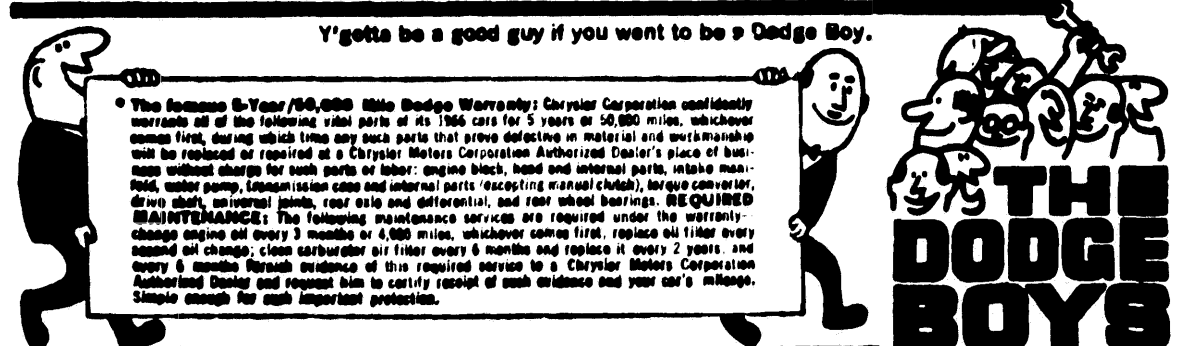 Y'gotta be a good guy if you want to be a Dodge Boy.
• The famous 5-Year/50,000 Mile Dodge Warranty: Chrysler Corporation confidently
warrants all of the following vital parts of its 1966 cars for 5 years or 50,000 miles, whichever
comes first, during which time any such parts that prove defective in material and workmanship
will be replaced or repaired at a Chrysler Motors Corporation Authorized Dealer's place of busi-
ness without charge for such parts or labor: engine block, head and internal parts, intake mani-
fold, water pump, transmission case and internal parts (excepting manual clutch), torque converter,
drive shaft, universal joints, rear axle and differential, and rear wheel bearings. REQUIRED
MAINTENANCE: The following maintenance services are required under the warranty—
change engine oil every 3 months or 4,000 miles, whichever comes first, replace oil filter every
second oil change; clean carburetor air filter every 6 months and replace it every 2 years; and
every 6 months furnish evidence of this required service to a Chrysler Motors Corporation
Authorized Dealer and request him to certify receipt of such evidence and your car's mileage.
Simple enough for such important protection.
THE
DODGE
BOYS